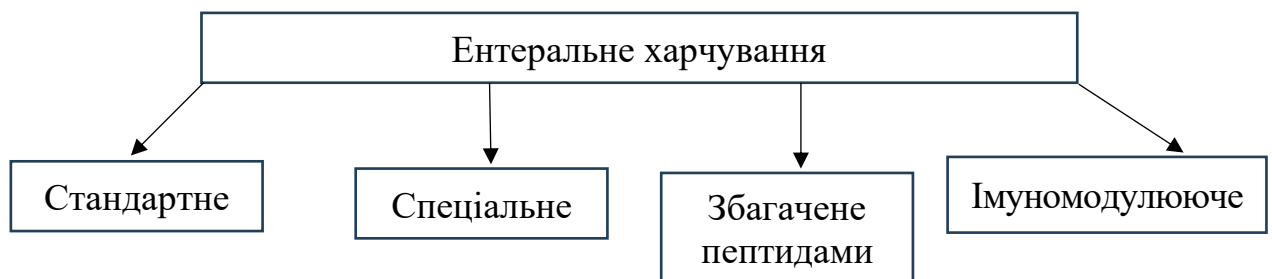 Ентеральне харчування
Стандартне
Спеціальне
Збагачене
пептидами
Імуномодулююче